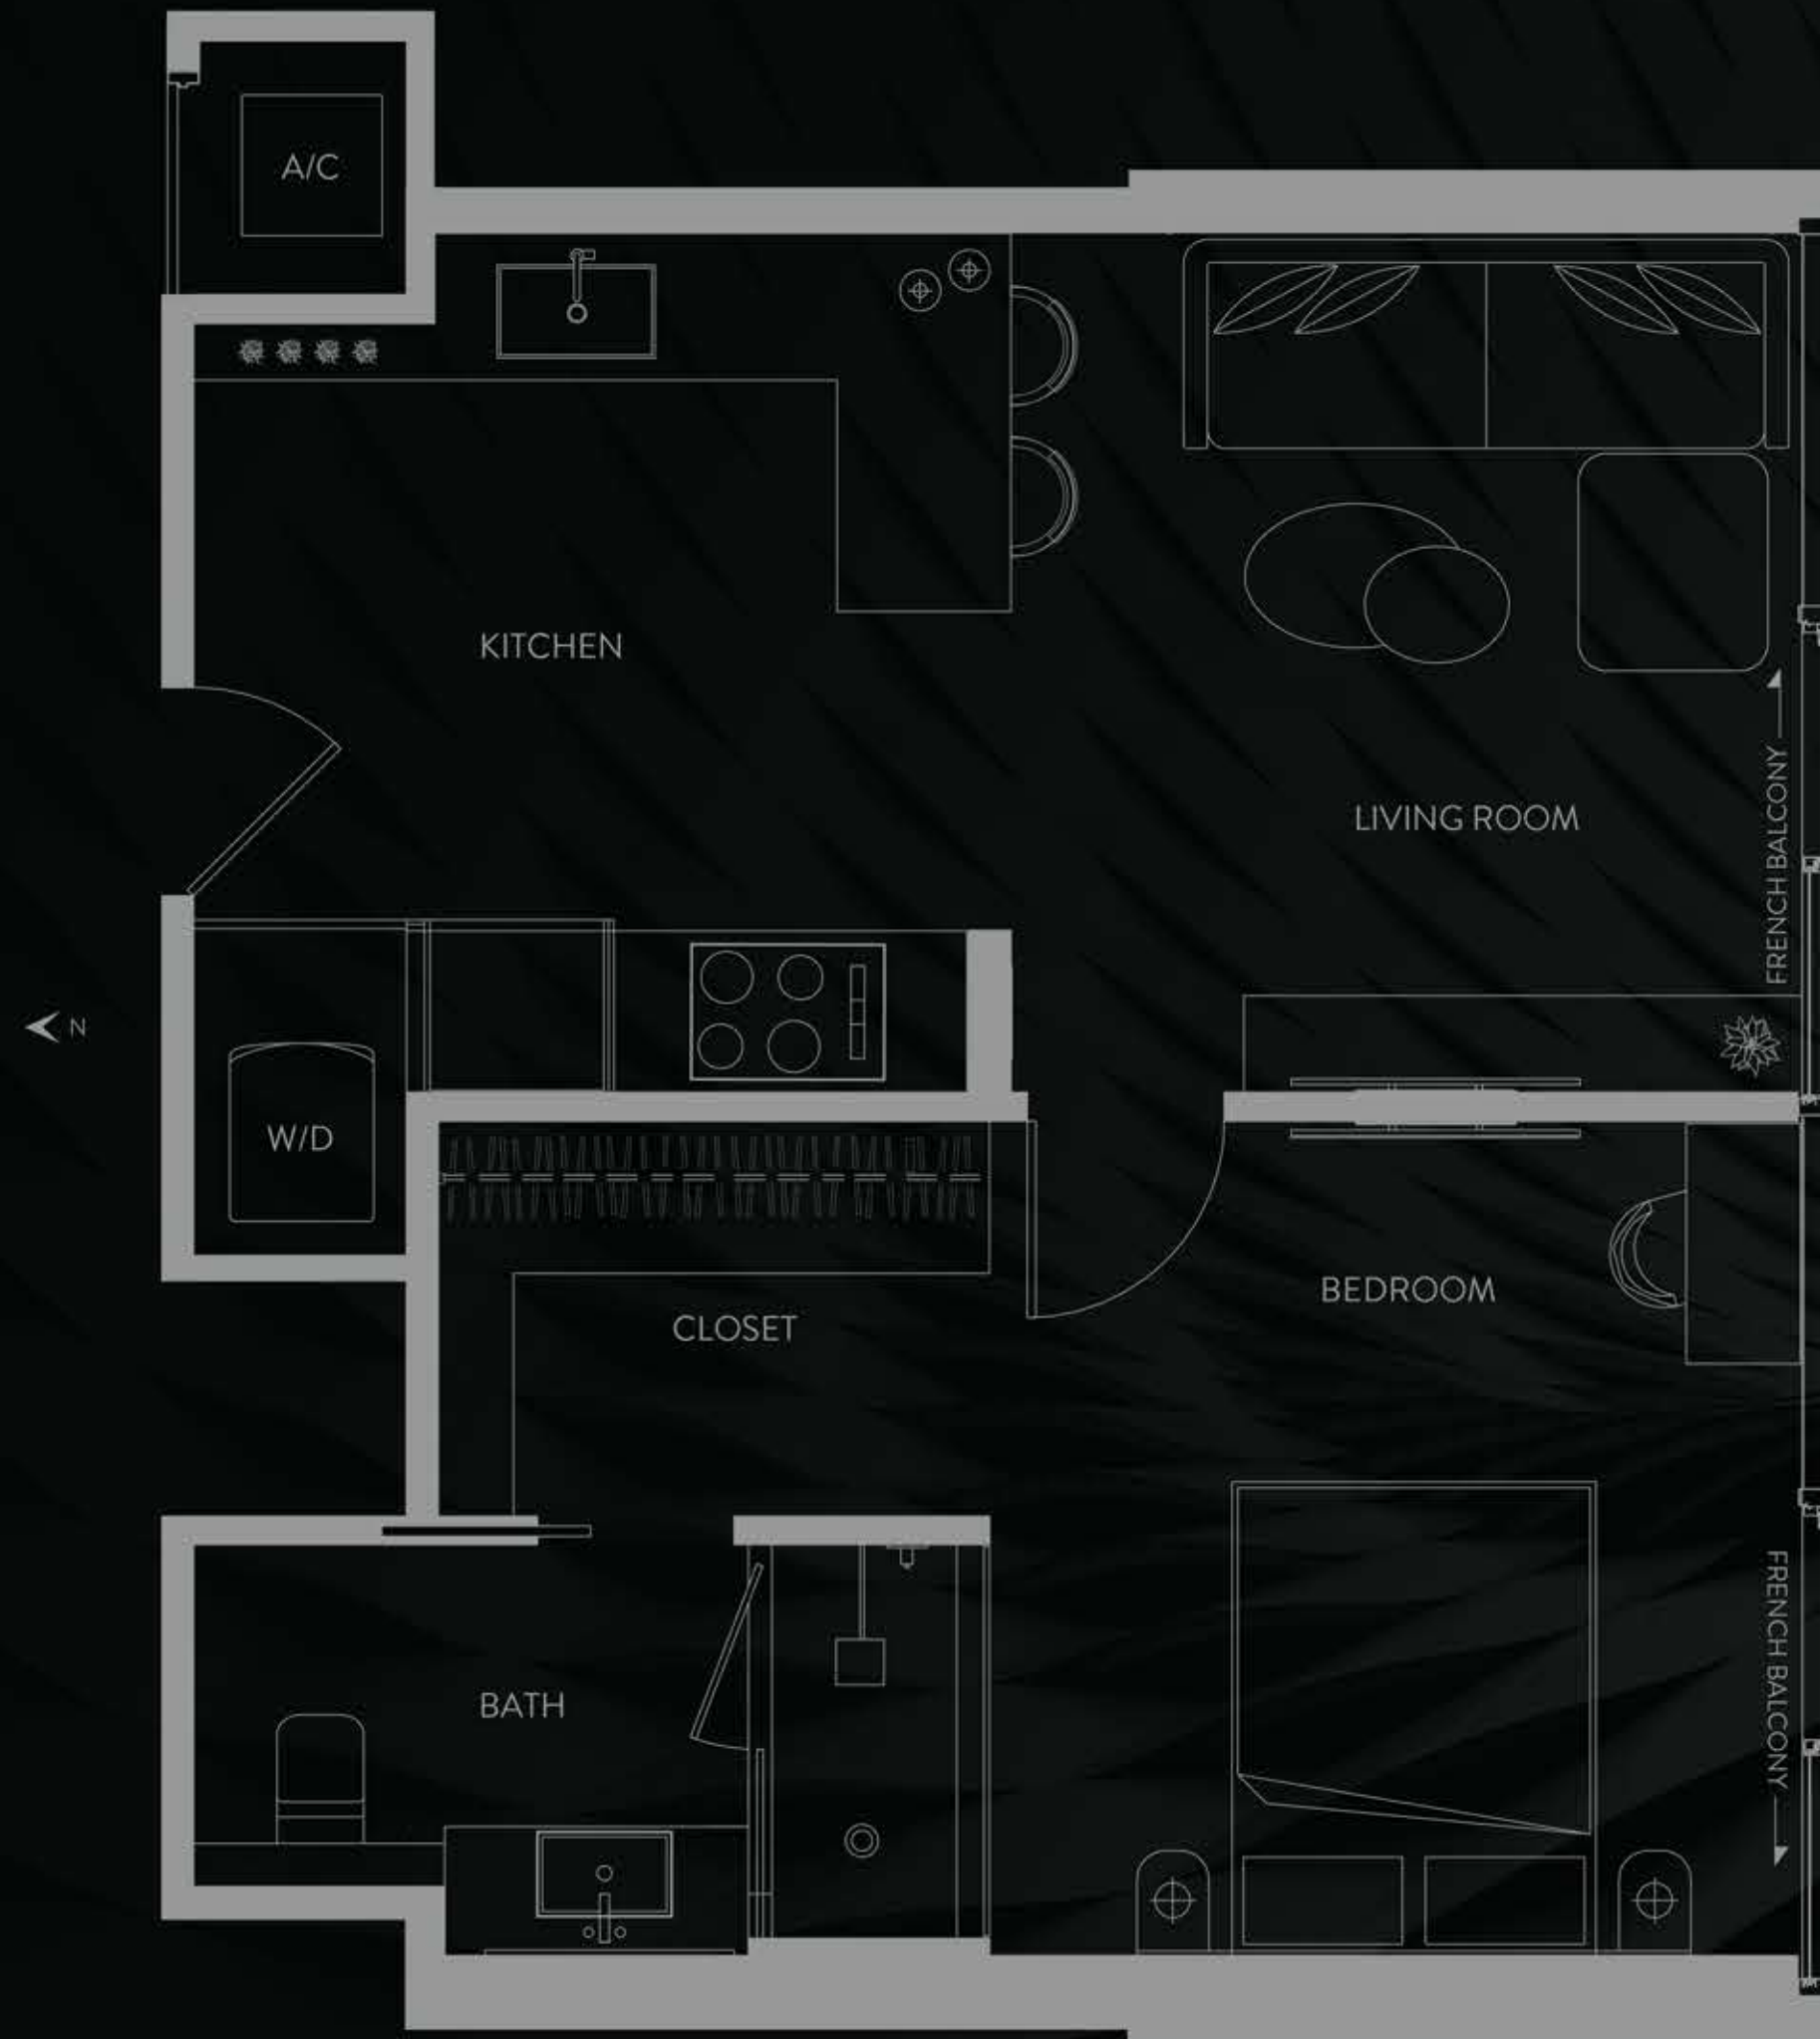 A/C
KITCHEN
LIVING ROOM
FRENCH BALCONY
N
W/D
BEDROOM
CLOSET
BATH
FRENCH BALCONY